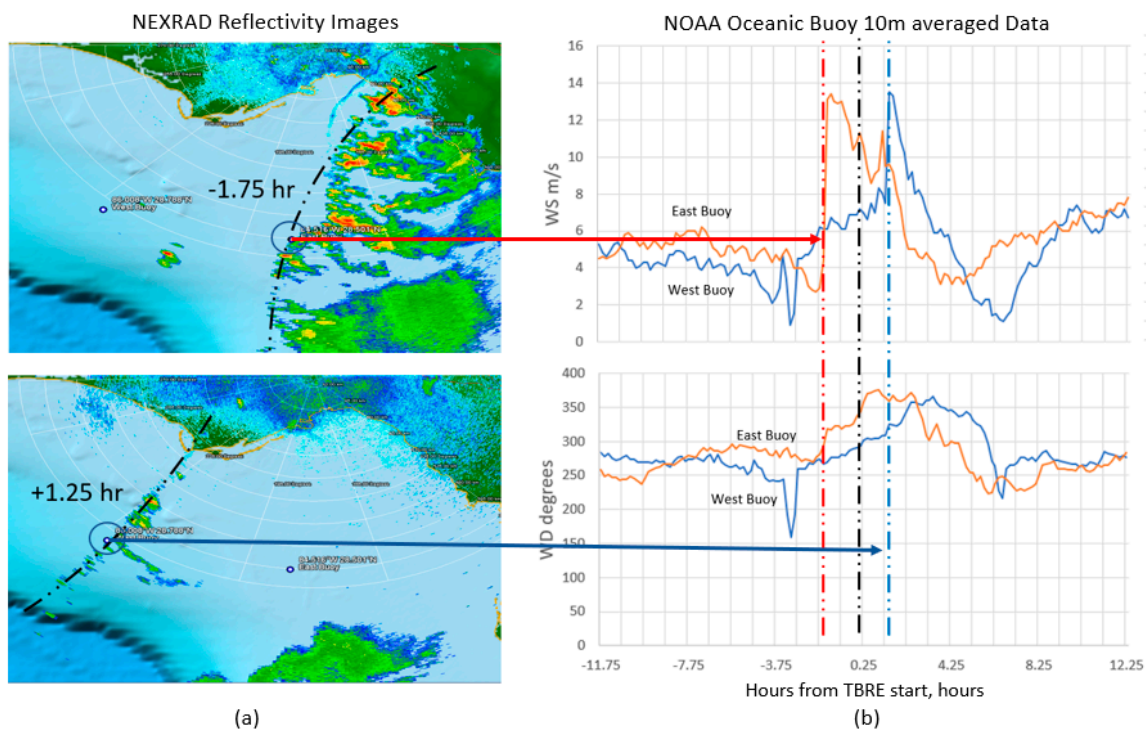 NEXRAD Reflectivity Images
NOAA Oceanic Buoy 10m averaged Data
-1.75 hr
West Buoy
+1.25 hr
East Buoy
16
14
12
10
8
6
4
2
0
WS m/s
East Buoy
West Buoy
400
350
300
250
200
150
100
50
0
WD degrees
East Buoy
West Buoy
-11.75
-7.75
-3.75
0.25
4.25
8.25
12.25
Hours from TBRE start, hours
(a)
(b)